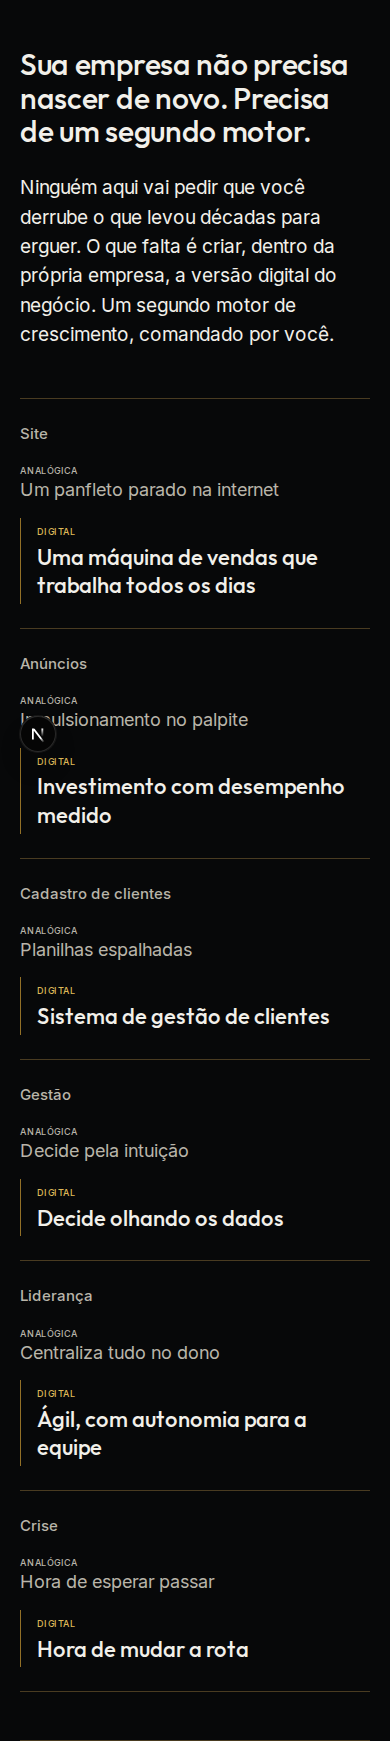 Sua empresa não precisa
nascer de novo. Precisa
de um segundo motor.
Ninguém aqui vai pedir que você
derrube o que levou décadas para
erguer. O que falta é criar, dentro da
própria empresa, a versão digital do
negócio. Um segundo motor de
crescimento, comandado por você.
Site
ANALÓGICA
Um panfleto parado na internet
DIGITAL
Uma máquina de vendas que
trabalha todos os dias
Anúncios
ANALÓGICA
no palpite
DIGITAL
Investimento com desempenho
medido
Cadastro de clientes
ANALÓGICA
Planilhas espalhadas
DIGITAL
Sistema de gestão de clientes
Gestão
ANALÓGICA
Decide pela intuição
DIGITAL
Decide olhando os dados
Liderança
ANALÓGICA
Centraliza tudo no dono
DIGITAL
Ágil, com autonomia para a
equipe
Crise
ANALÓGICA
Hora de esperar passar
DIGITAL
Hora de mudar a rota